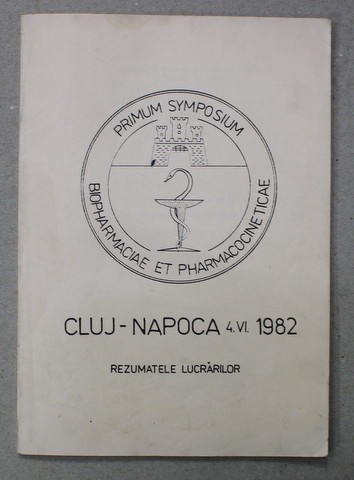 PRIMUM SYMPOSIUM
BIOPHARMACIAE ET PHARMACOCINETICAE
CLUJ-NAPOCA 4.VI. 1982
REZUMATELE LUCRĂRILOR